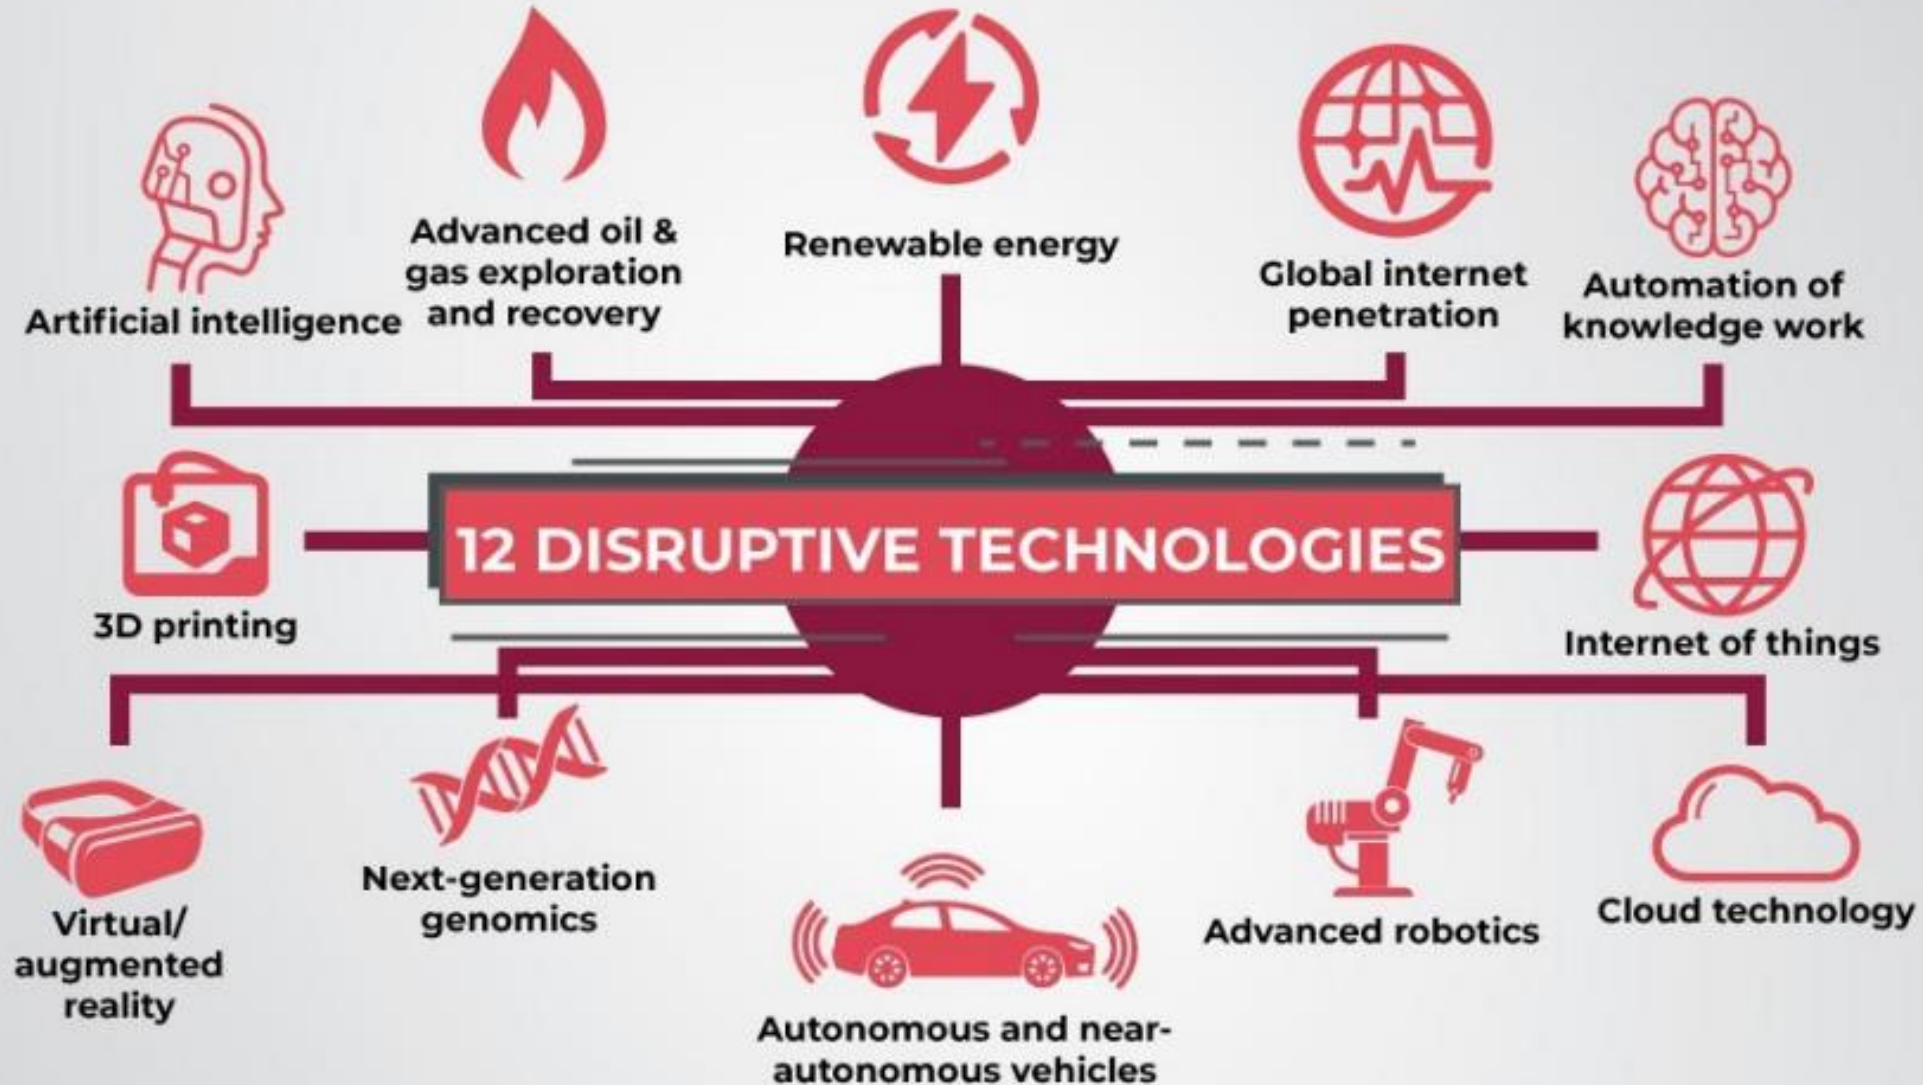 Artificial intelligence
Advanced oil &
gas exploration
and recovery
Renewable energy
Global internet
penetration
Automation of
knowledge work
12 DISRUPTIVE TECHNOLOGIES
3D printing
Internet of things
Virtual/
augmented
reality
Next-generation
genomics
Autonomous and near-
autonomous vehicles
Advanced robotics
Cloud technology